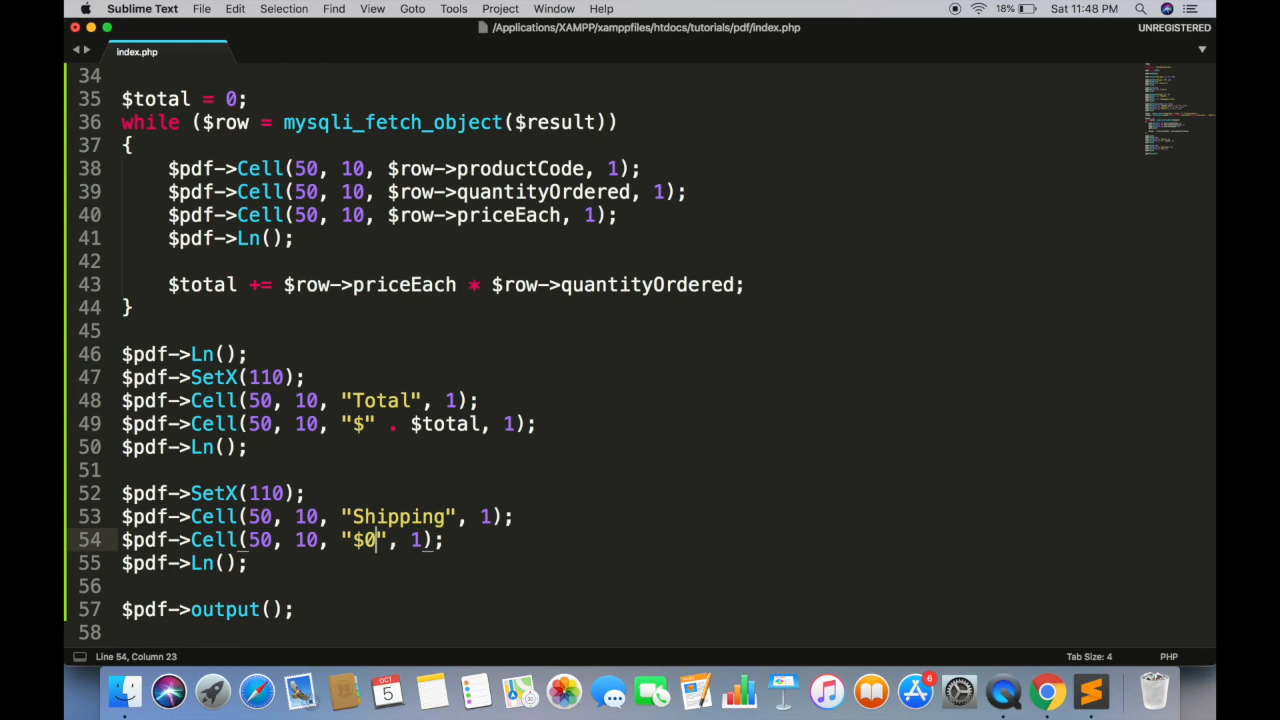 Sublime Text File Edit Selection Find View Goto Tools Project Window Help 18% Sat 11:48 PM
/Applications/XAMPP/xamppfiles/htdocs/tutorials/pdf/index.php UNREGISTERED
index.php
34
35 $total = 0;
36 while ($row = mysqli_fetch_object($result))
37 {
38 $pdf->Cell(50, 10, $row->productCode, 1);
39 $pdf->Cell(50, 10, $row->quantityOrdered, 1);
40 $pdf->Cell(50, 10, $row->priceEach, 1);
41 $pdf->Ln();
42
43 $total += $row->priceEach * $row->quantityOrdered;
44 }
45
46 $pdf->Ln();
47 $pdf->SetX(110);
48 $pdf->Cell(50, 10, "Total", 1);
49 $pdf->Cell(50, 10, "$" . $total, 1);
50 $pdf->Ln();
51
52 $pdf->SetX(110);
53 $pdf->Cell(50, 10, "Shipping", 1);
54 $pdf->Cell(50, 10, "$0", 1);
55 $pdf->Ln();
56
57 $pdf->output();
58
Line 54, Column 23 Tab Size: 4 PHP
OCT
5
6